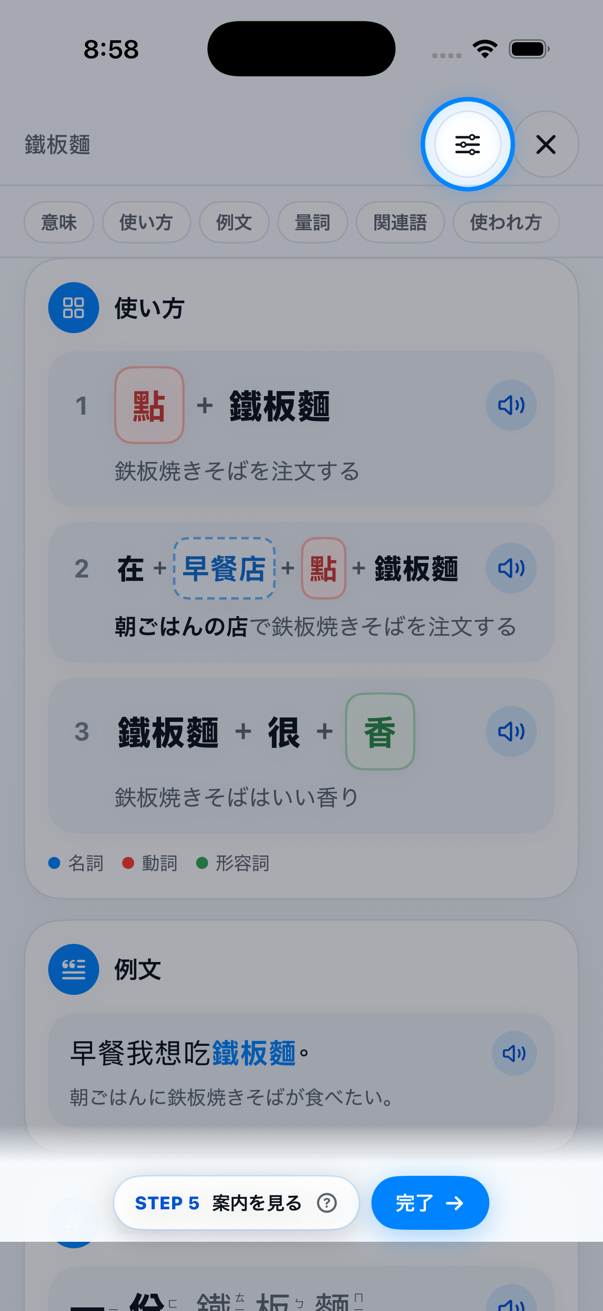 8:58
鐵板麵
意味 使い方 例文 量詞 関連語 使われ方
使い方
1 點 + 鐵板麵
鉄板焼きそばを注文する
2 在 + 早餐店 + 點 + 鐵板麵
朝ごはんの店で鉄板焼きそばを注文する
3 鐵板麵 + 很 + 香
鉄板焼きそばはいい香り
名詞 動詞 形容詞
例文
早餐我想吃鐵板麵。
朝ごはんに鉄板焼きそばが食べたい。
STEP 5 案内を見る ? 完了 →
一份 鐵板麵